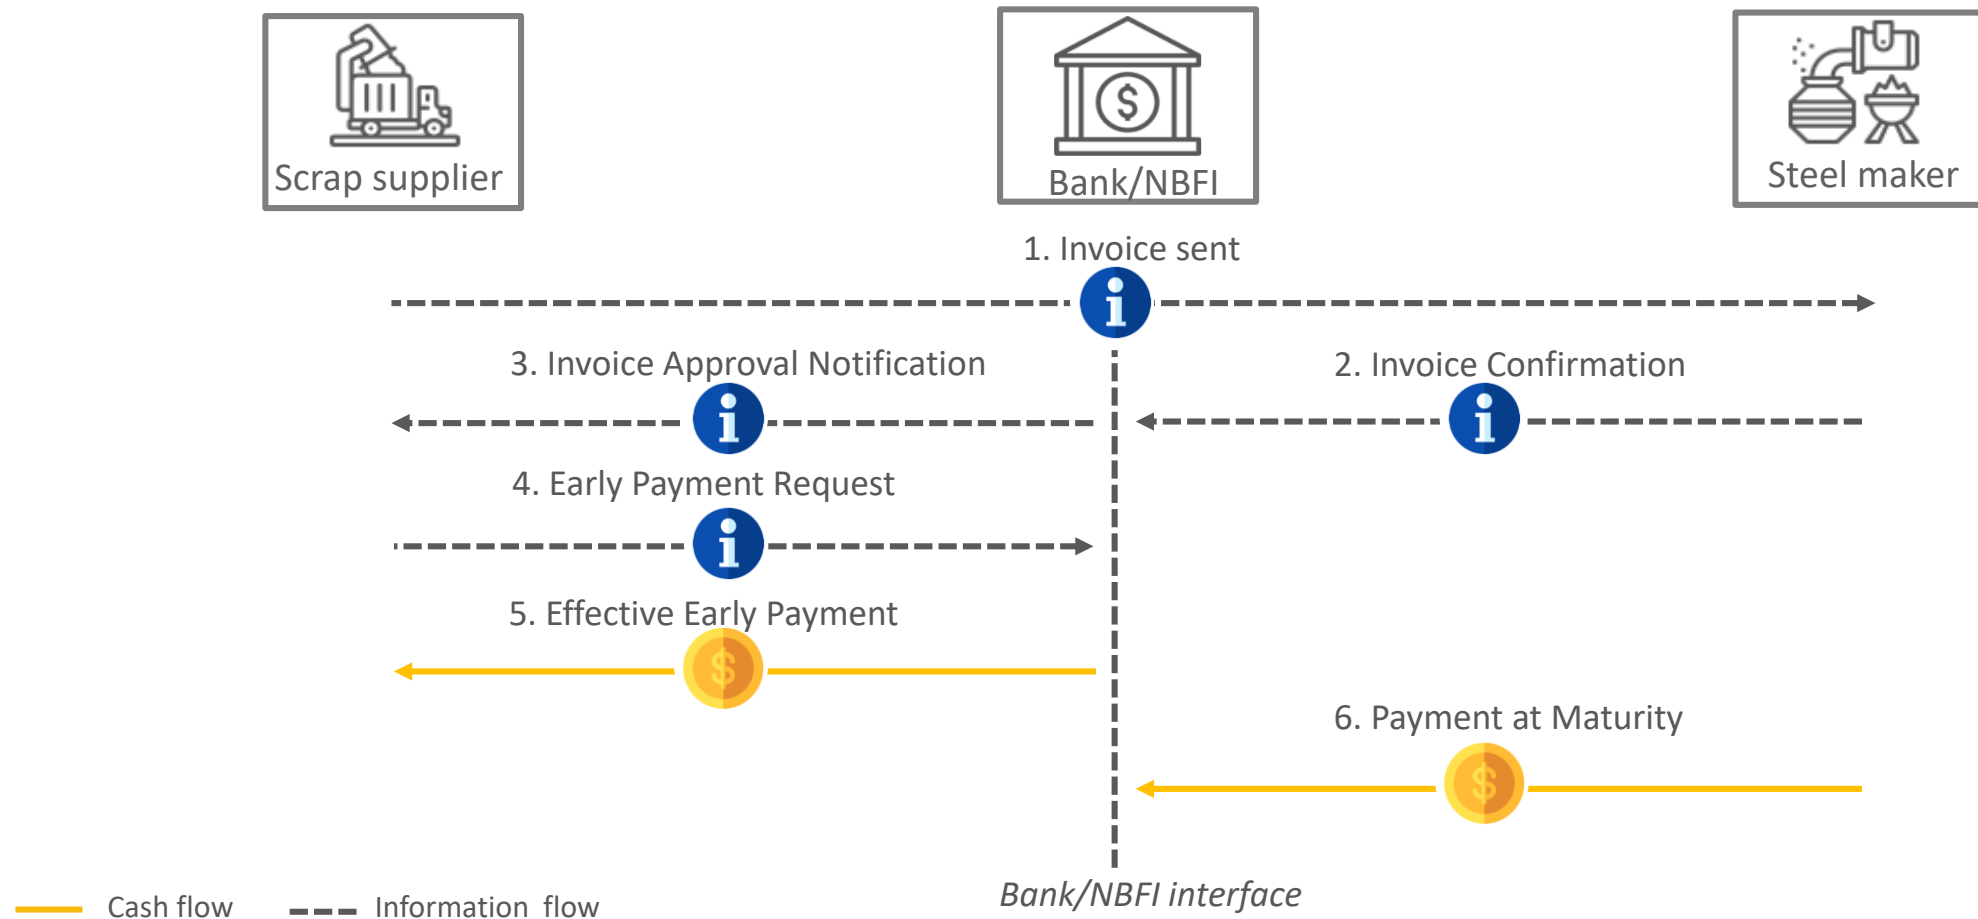 Scrap supplier
Bank/NBFI
Steel maker
1. Invoice sent
3. Invoice Approval Notification
2. Invoice Confirmation
4. Early Payment Request
5. Effective Early Payment
6. Payment at Maturity
Bank/NBFI interface
Cash flow
Information flow